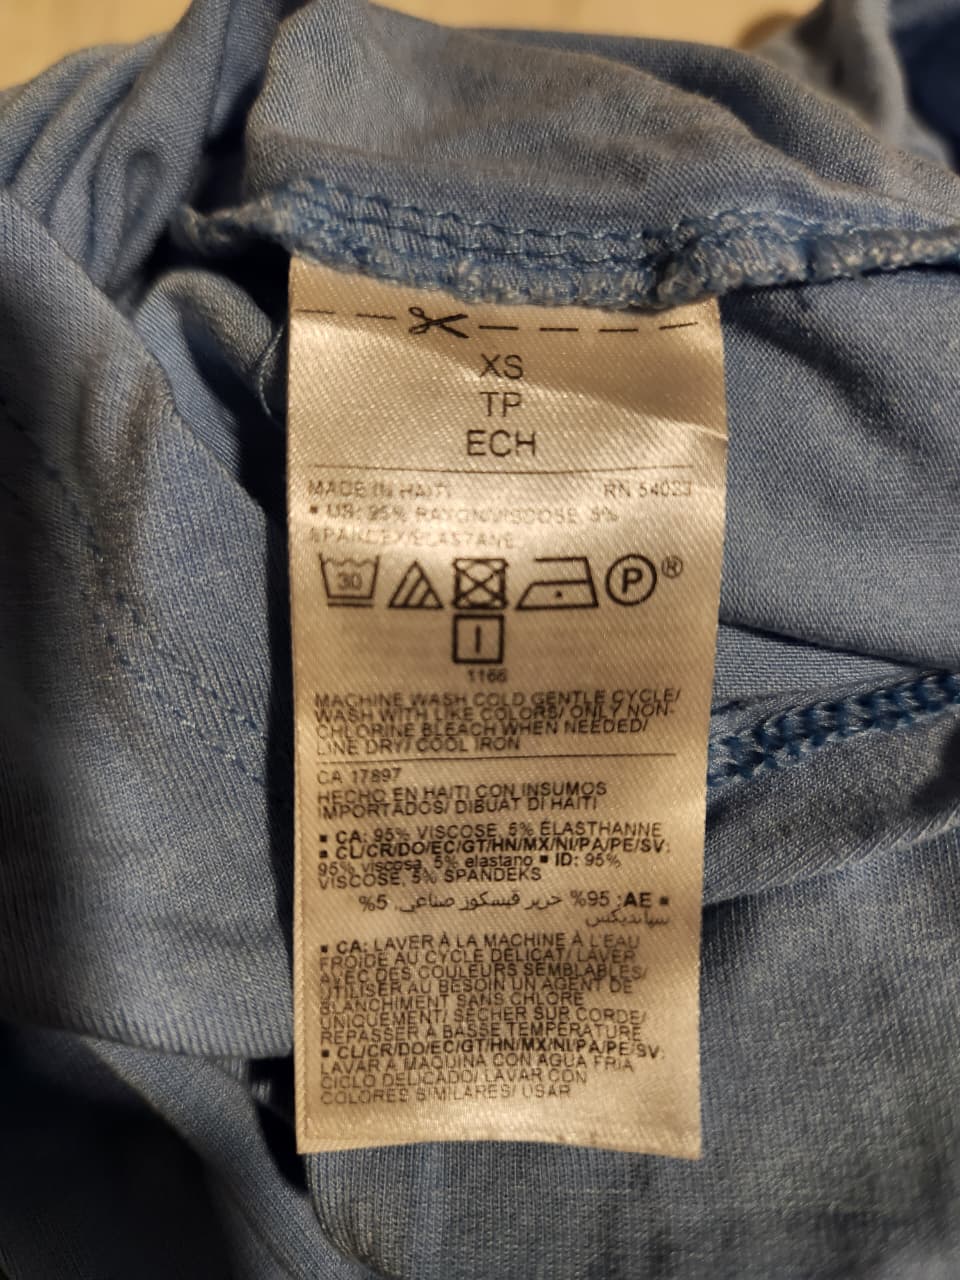 XS
TP
ECH
MADE IN HAITI RN 54023
▪ US: 95% RAYON/VISCOSE, 5%
SPANDEX/ELASTANE.
30 P®
I
1166
MACHINE WASH COLD GENTLE CYCLE/
WASH WITH LIKE COLORS/ ONLY NON-
CHLORINE BLEACH WHEN NEEDED/
LINE DRY/ COOL IRON
CA 17897
HECHO EN HAITI CON INSUMOS
IMPORTADOS/ DIBUAT DI HAITI
▪ CA: 95% VISCOSE, 5% ÉLASTHANNE
▪ CL/CR/DO/EC/GT/HN/MX/NI/PA/PE/SV:
95% viscosa, 5% elastano ▪ ID: 95%
VISCOSE, 5% SPANDEKS
▪ AE: 95% حرير فيسكوز صناعي, 5%
سباندیکس
▪ CA: LAVER À LA MACHINE À L'EAU
FROIDE AU CYCLE DÉLICAT/ LAVER
AVEC DES COULEURS SEMBLABLES/
UTILISER AU BESOIN UN AGENT DE
BLANCHIMENT SANS CHLORE
UNIQUEMENT/ SÉCHER SUR CORDE/
REPASSER À BASSE TEMPÉRATURE
▪ CL/CR/DO/EC/GT/HN/MX/NI/PA/PE/SV:
LAVAR A MÁQUINA CON AGUA FRÍA
CICLO DELICADO/ LAVAR CON
COLORES SIMILARES/ USAR